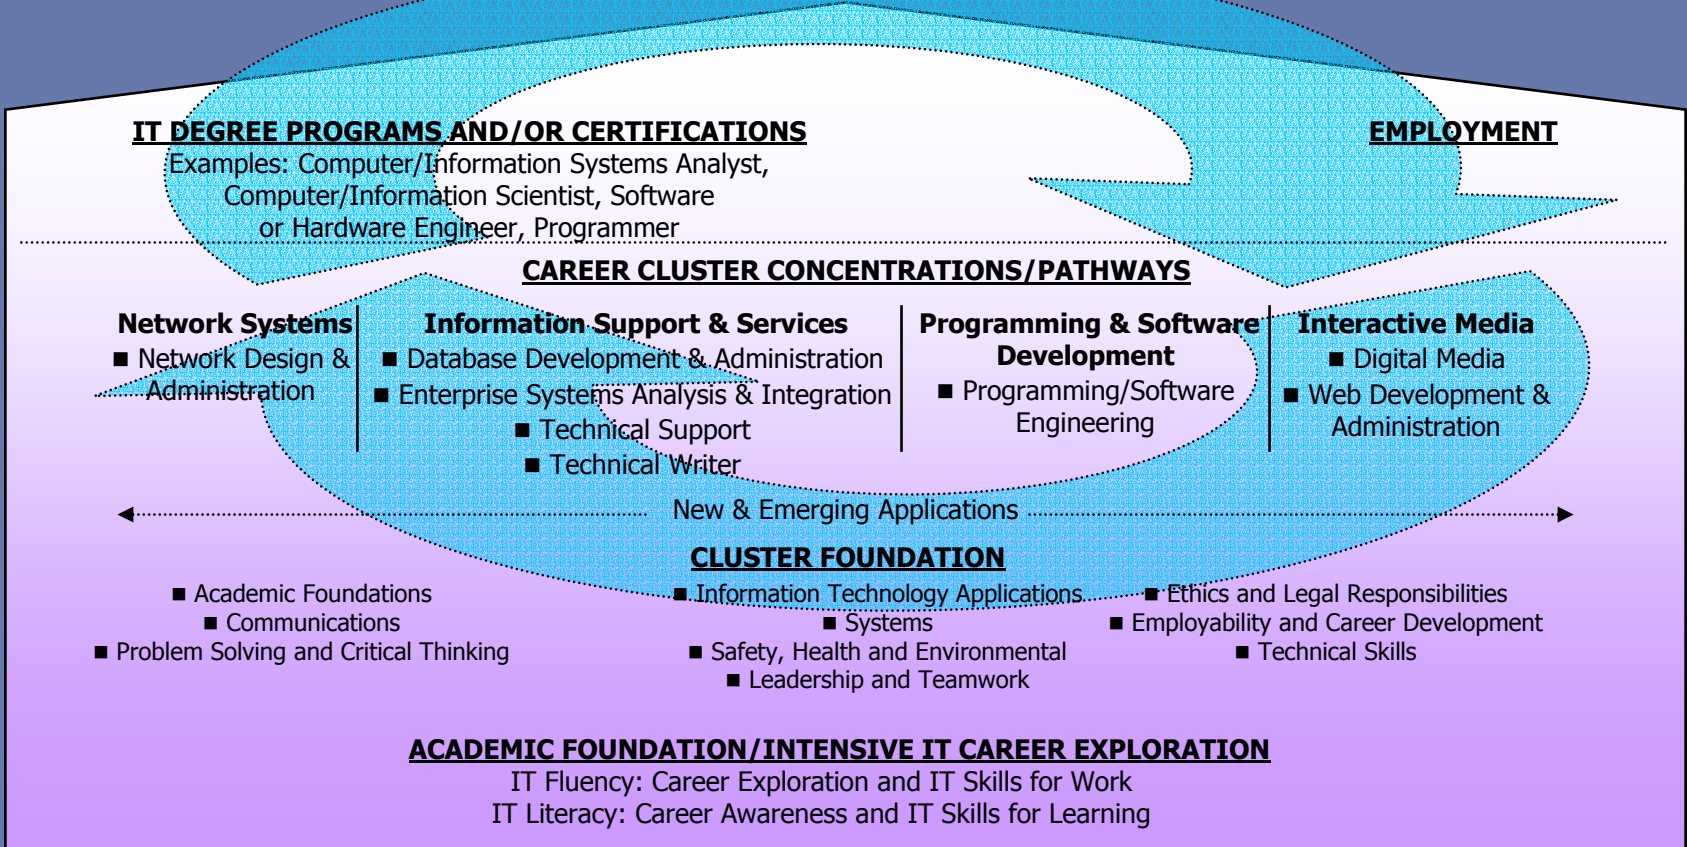 IT DEGREE PROGRAMS AND/OR CERTIFICATIONS
Examples: Computer/Information Systems Analyst,
Computer/Information Scientist, Software
or Hardware Engineer, Programmer
EMPLOYMENT
CAREER CLUSTER CONCENTRATIONS/PATHWAYS
Network Systems
■ Network Design &
Administration
Information Support & Services
■ Database Development & Administration
■ Enterprise Systems Analysis & Integration
■ Technical Support
■ Technical Writer
Programming & Software
Development
■ Programming/Software
Engineering
Interactive Media
■ Digital Media
■ Web Development &
Administration
New & Emerging Applications
CLUSTER FOUNDATION
■ Academic Foundations
■ Communications
■ Problem Solving and Critical Thinking
■ Information Technology Applications
■ Systems
■ Safety, Health and Environmental
■ Leadership and Teamwork
■ Ethics and Legal Responsibilities
■ Employability and Career Development
■ Technical Skills
ACADEMIC FOUNDATION/INTENSIVE IT CAREER EXPLORATION
IT Fluency: Career Exploration and IT Skills for Work
IT Literacy: Career Awareness and IT Skills for Learning